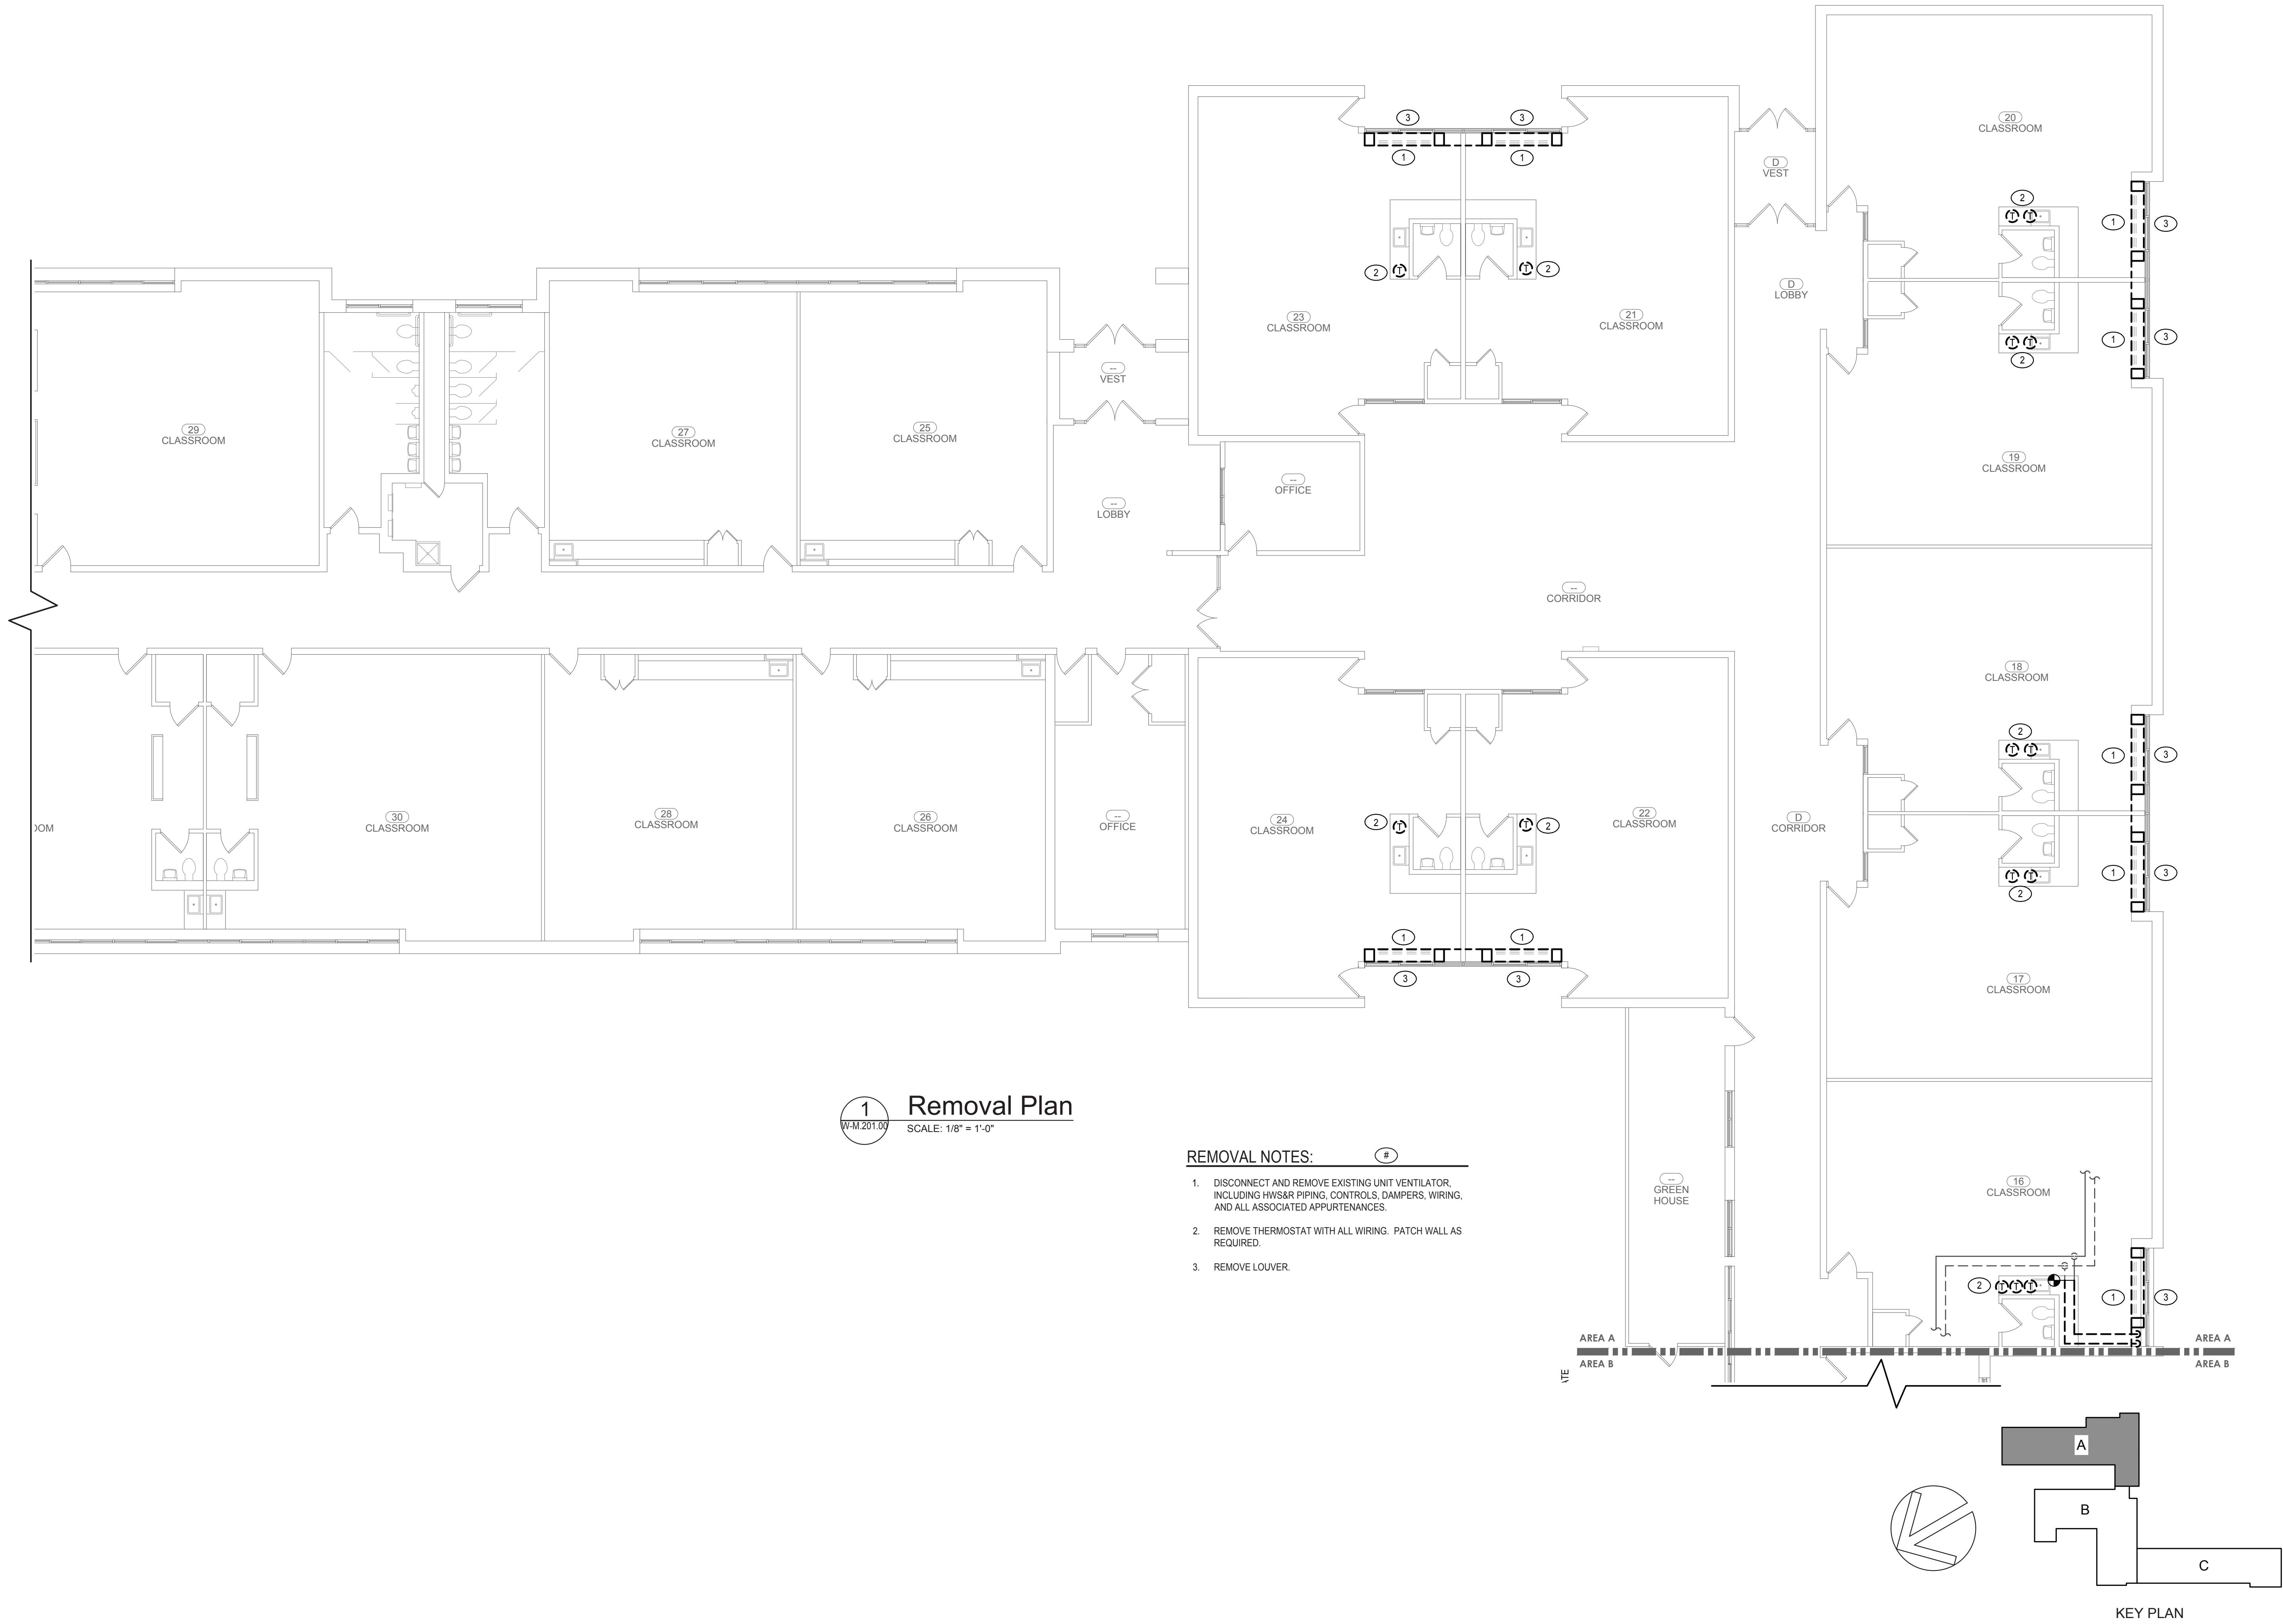 20
CLASSROOM
3
3
1
1
D
VEST
2
1
3
2
2
D
LOBBY
23
CLASSROOM
21
CLASSROOM
1
3
2
--
VEST
29
CLASSROOM
27
CLASSROOM
25
CLASSROOM
19
CLASSROOM
--
OFFICE
--
LOBBY
--
CORRIDOR
18
CLASSROOM
2
1
3
30
CLASSROOM
28
CLASSROOM
26
CLASSROOM
--
OFFICE
24
CLASSROOM
2
2
22
CLASSROOM
D
CORRIDOR
OOM
1
3
2
1
1
3
3
17
CLASSROOM
1
W-M.201.00
Removal Plan
SCALE: 1/8" = 1'-0"
REMOVAL NOTES: #
1. DISCONNECT AND REMOVE EXISTING UNIT VENTILATOR,
INCLUDING HWS&R PIPING, CONTROLS, DAMPERS, WIRING,
AND ALL ASSOCIATED APPURTENANCES.
2. REMOVE THERMOSTAT WITH ALL WIRING. PATCH WALL AS
REQUIRED.
3. REMOVE LOUVER.
--
GREEN
HOUSE
16
CLASSROOM
2
1
3
AREA A
AREA A
AREA B
AREA B
ATE
A
B
C
KEY PLAN